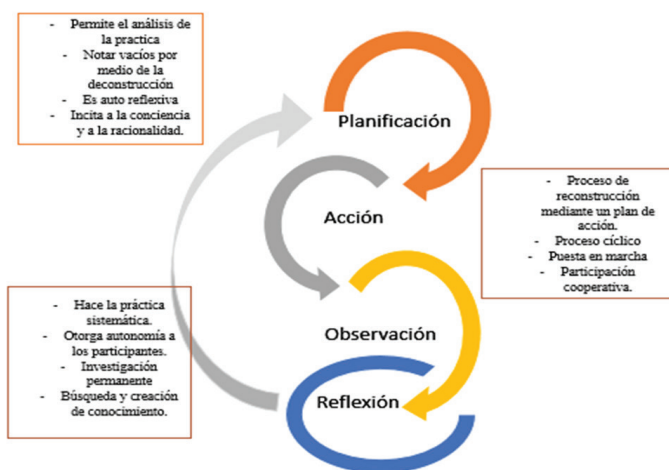 - Permite el análisis de
la practica
- Notar vacíos por
medio de la
deconstrucción
- Es auto reflexiva
- Incita a la conciencia
y a la racionalidad.
Planificación
Acción
- Proceso de
reconstrucción
mediante un plan de
acción.
- Proceso cíclico
- Puesta en marcha
- Participación
cooperativa.
- Hace la práctica
sistemática.
- Otorga autonomía a
los participantes.
- Investigación
permanente
- Búsqueda y creación
de conocimiento.
Observación
Reflexión